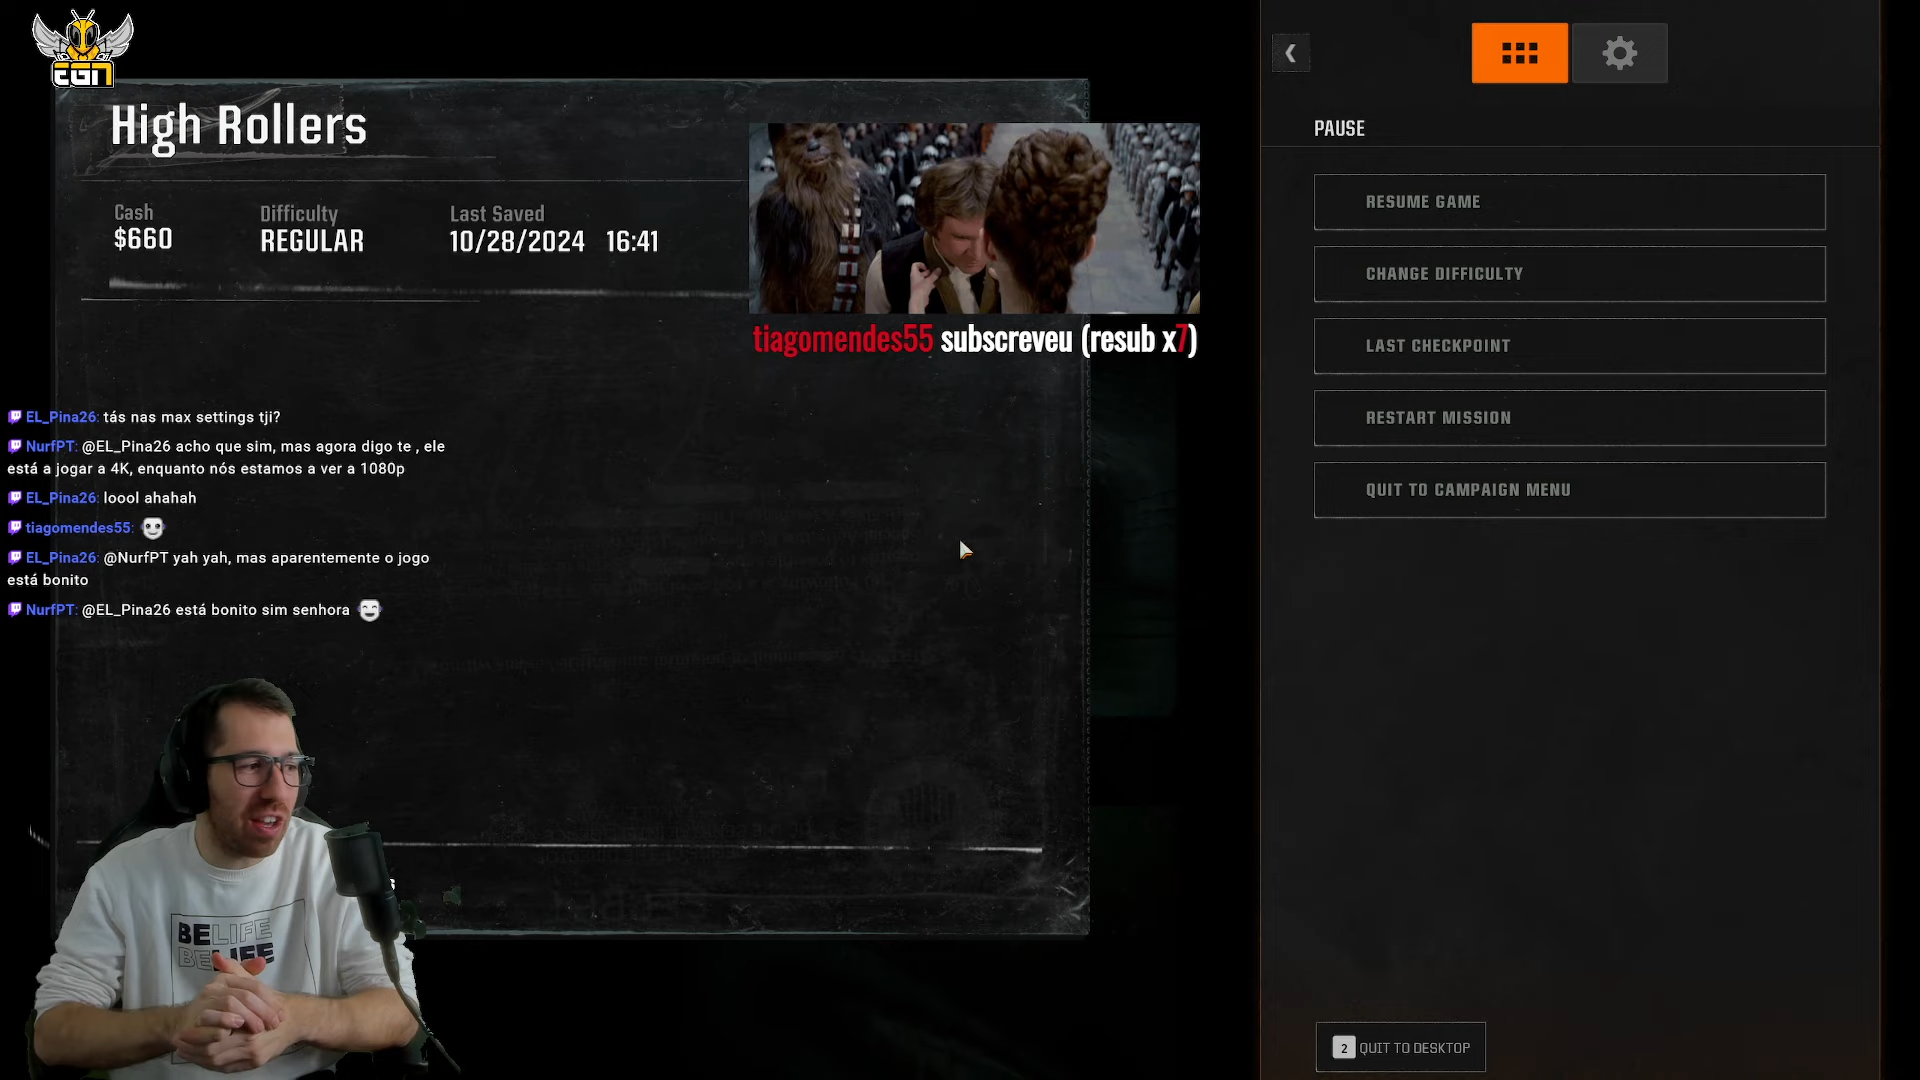 CGN
High Rollers
Cash
$660
Difficulty
REGULAR
Last Saved
10/28/2024 16:41
tiagomendes55 subscreveu (resub x7)
EL_Pina26: tás nas max settings tji?
NurfPT: @EL_Pina26 acho que sim, mas agora digo te , ele
está a jogar a 4K, enquanto nós estamos a ver a 1080p
EL_Pina26: loool ahahah
tiagomendes55:
EL_Pina26: @NurfPT yah yah, mas aparentemente o jogo
está bonito
NurfPT: @EL_Pina26 está bonito sim senhora
BELIFE
BELIFE
PAUSE
RESUME GAME
CHANGE DIFFICULTY
LAST CHECKPOINT
RESTART MISSION
QUIT TO CAMPAIGN MENU
2 QUIT TO DESKTOP